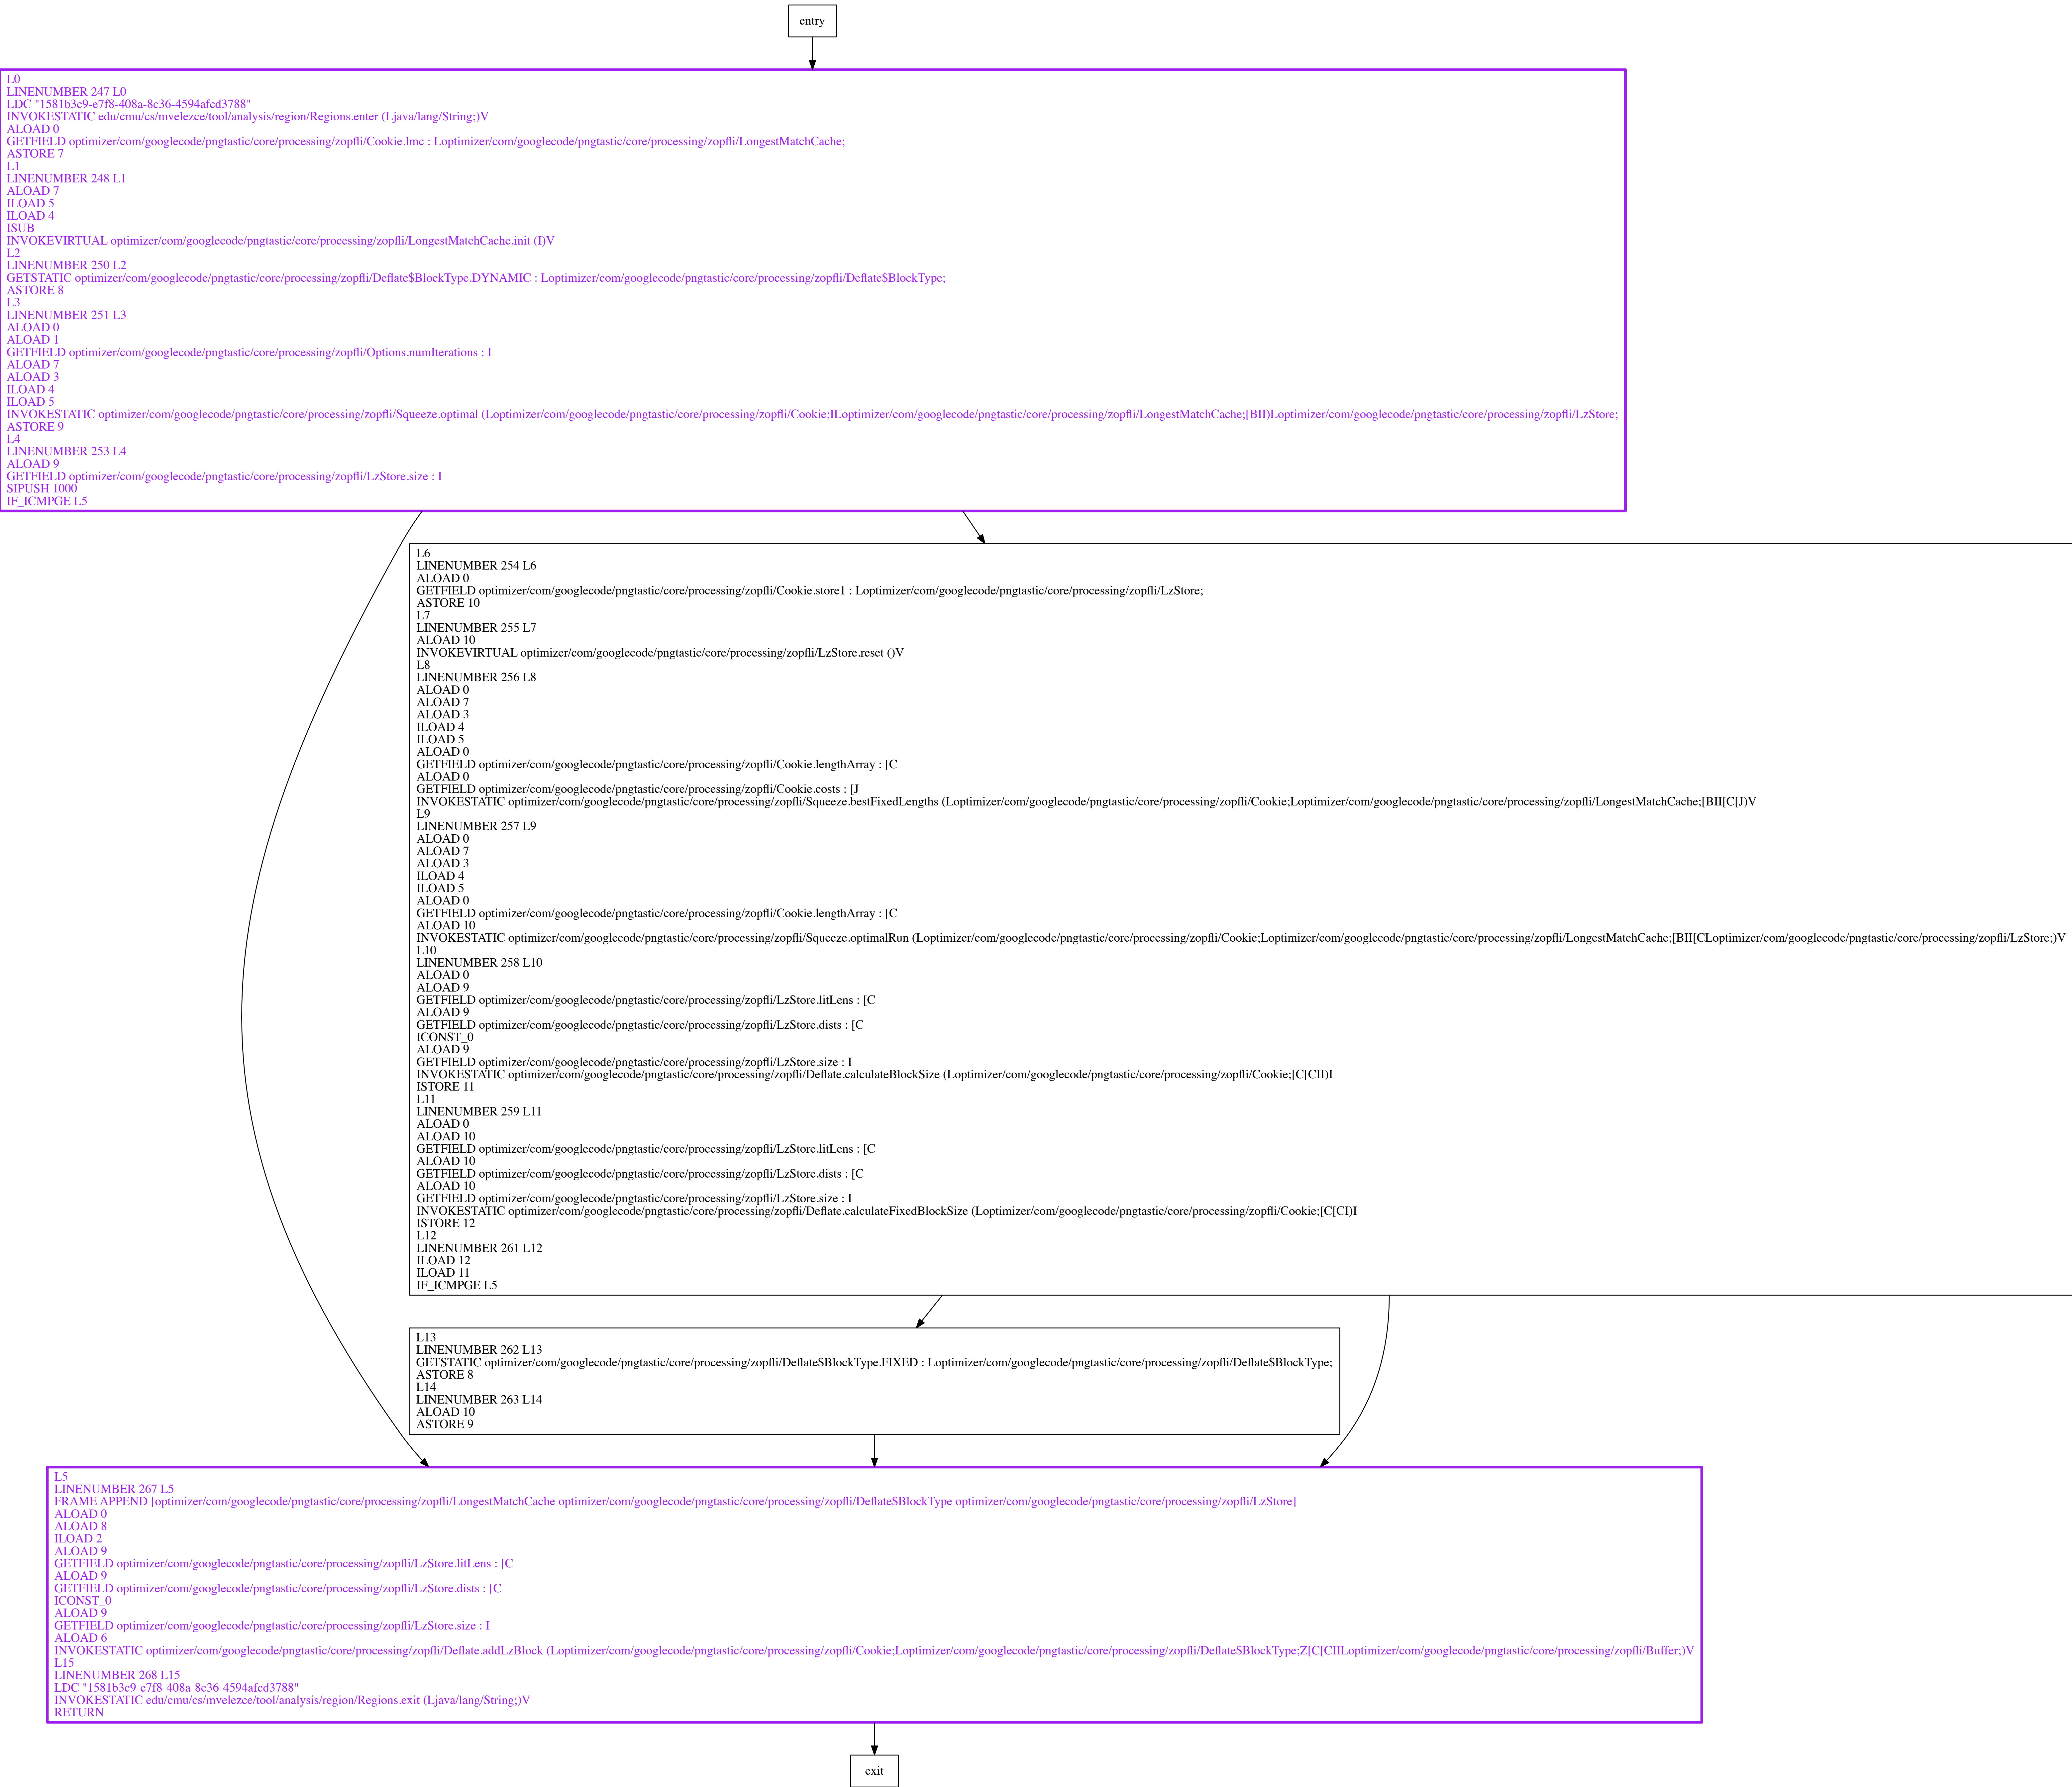 entry
L0
LINENUMBER 247 L0
LDC "1581b3c9-e7f8-408a-8c36-4594afcd3788"
INVOKESTATIC edu/cmu/cs/mvelezce/tool/analysis/region/Regions.enter (Ljava/lang/String;)V
ALOAD 0
GETFIELD optimizer/com/googlecode/pngtastic/core/processing/zopfli/Cookie.lmc : Loptimizer/com/googlecode/pngtastic/core/processing/zopfli/LongestMatchCache;
ASTORE 7
L1
LINENUMBER 248 L1
ALOAD 7
ILOAD 5
ILOAD 4
ISUB
INVOKEVIRTUAL optimizer/com/googlecode/pngtastic/core/processing/zopfli/LongestMatchCache.init (I)V
L2
LINENUMBER 250 L2
GETSTATIC optimizer/com/googlecode/pngtastic/core/processing/zopfli/Deflate$BlockType.DYNAMIC : Loptimizer/com/googlecode/pngtastic/core/processing/zopfli/Deflate$BlockType;
ASTORE 8
L3
LINENUMBER 251 L3
ALOAD 0
ALOAD 1
GETFIELD optimizer/com/googlecode/pngtastic/core/processing/zopfli/Options.numIterations : I
ALOAD 7
ALOAD 3
ILOAD 4
ILOAD 5
INVOKESTATIC optimizer/com/googlecode/pngtastic/core/processing/zopfli/Squeeze.optimal (Loptimizer/com/googlecode/pngtastic/core/processing/zopfli/Cookie;ILoptimizer/com/googlecode/pngtastic/core/processing/zopfli/LongestMatchCache;[BII)Loptimizer/com/googlecode/pngtastic/core/processing/zopfli/LzStore;
ASTORE 9
L4
LINENUMBER 253 L4
ALOAD 9
GETFIELD optimizer/com/googlecode/pngtastic/core/processing/zopfli/LzStore.size : I
SIPUSH 1000
IF_ICMPGE L5
L6
LINENUMBER 254 L6
ALOAD 0
GETFIELD optimizer/com/googlecode/pngtastic/core/processing/zopfli/Cookie.store1 : Loptimizer/com/googlecode/pngtastic/core/processing/zopfli/LzStore;
ASTORE 10
L7
LINENUMBER 255 L7
ALOAD 10
INVOKEVIRTUAL optimizer/com/googlecode/pngtastic/core/processing/zopfli/LzStore.reset ()V
L8
LINENUMBER 256 L8
ALOAD 0
ALOAD 7
ALOAD 3
ILOAD 4
ILOAD 5
ALOAD 0
GETFIELD optimizer/com/googlecode/pngtastic/core/processing/zopfli/Cookie.lengthArray : [C
ALOAD 0
GETFIELD optimizer/com/googlecode/pngtastic/core/processing/zopfli/Cookie.costs : [J
INVOKESTATIC optimizer/com/googlecode/pngtastic/core/processing/zopfli/Squeeze.bestFixedLengths (Loptimizer/com/googlecode/pngtastic/core/processing/zopfli/Cookie;Loptimizer/com/googlecode/pngtastic/core/processing/zopfli/LongestMatchCache;[BII[C[J)V
L9
LINENUMBER 257 L9
ALOAD 0
ALOAD 7
ALOAD 3
ILOAD 4
ILOAD 5
ALOAD 0
GETFIELD optimizer/com/googlecode/pngtastic/core/processing/zopfli/Cookie.lengthArray : [C
ALOAD 10
INVOKESTATIC optimizer/com/googlecode/pngtastic/core/processing/zopfli/Squeeze.optimalRun (Loptimizer/com/googlecode/pngtastic/core/processing/zopfli/Cookie;Loptimizer/com/googlecode/pngtastic/core/processing/zopfli/LongestMatchCache;[BII[CLoptimizer/com/googlecode/pngtastic/core/processing/zopfli/LzStore;)V
L10
LINENUMBER 258 L10
ALOAD 0
ALOAD 9
GETFIELD optimizer/com/googlecode/pngtastic/core/processing/zopfli/LzStore.litLens : [C
ALOAD 9
GETFIELD optimizer/com/googlecode/pngtastic/core/processing/zopfli/LzStore.dists : [C
ICONST_0
ALOAD 9
GETFIELD optimizer/com/googlecode/pngtastic/core/processing/zopfli/LzStore.size : I
INVOKESTATIC optimizer/com/googlecode/pngtastic/core/processing/zopfli/Deflate.calculateBlockSize (Loptimizer/com/googlecode/pngtastic/core/processing/zopfli/Cookie;[C[CII)I
ISTORE 11
L11
LINENUMBER 259 L11
ALOAD 0
ALOAD 10
GETFIELD optimizer/com/googlecode/pngtastic/core/processing/zopfli/LzStore.litLens : [C
ALOAD 10
GETFIELD optimizer/com/googlecode/pngtastic/core/processing/zopfli/LzStore.dists : [C
ALOAD 10
GETFIELD optimizer/com/googlecode/pngtastic/core/processing/zopfli/LzStore.size : I
INVOKESTATIC optimizer/com/googlecode/pngtastic/core/processing/zopfli/Deflate.calculateFixedBlockSize (Loptimizer/com/googlecode/pngtastic/core/processing/zopfli/Cookie;[C[CI)I
ISTORE 12
L12
LINENUMBER 261 L12
ILOAD 12
ILOAD 11
IF_ICMPGE L5
L13
LINENUMBER 262 L13
GETSTATIC optimizer/com/googlecode/pngtastic/core/processing/zopfli/Deflate$BlockType.FIXED : Loptimizer/com/googlecode/pngtastic/core/processing/zopfli/Deflate$BlockType;
ASTORE 8
L14
LINENUMBER 263 L14
ALOAD 10
ASTORE 9
L5
LINENUMBER 267 L5
FRAME APPEND [optimizer/com/googlecode/pngtastic/core/processing/zopfli/LongestMatchCache optimizer/com/googlecode/pngtastic/core/processing/zopfli/Deflate$BlockType optimizer/com/googlecode/pngtastic/core/processing/zopfli/LzStore]
ALOAD 0
ALOAD 8
ILOAD 2
ALOAD 9
GETFIELD optimizer/com/googlecode/pngtastic/core/processing/zopfli/LzStore.litLens : [C
ALOAD 9
GETFIELD optimizer/com/googlecode/pngtastic/core/processing/zopfli/LzStore.dists : [C
ICONST_0
ALOAD 9
GETFIELD optimizer/com/googlecode/pngtastic/core/processing/zopfli/LzStore.size : I
ALOAD 6
INVOKESTATIC optimizer/com/googlecode/pngtastic/core/processing/zopfli/Deflate.addLzBlock (Loptimizer/com/googlecode/pngtastic/core/processing/zopfli/Cookie;Loptimizer/com/googlecode/pngtastic/core/processing/zopfli/Deflate$BlockType;Z[C[CIILoptimizer/com/googlecode/pngtastic/core/processing/zopfli/Buffer;)V
L15
LINENUMBER 268 L15
LDC "1581b3c9-e7f8-408a-8c36-4594afcd3788"
INVOKESTATIC edu/cmu/cs/mvelezce/tool/analysis/region/Regions.exit (Ljava/lang/String;)V
RETURN
exit